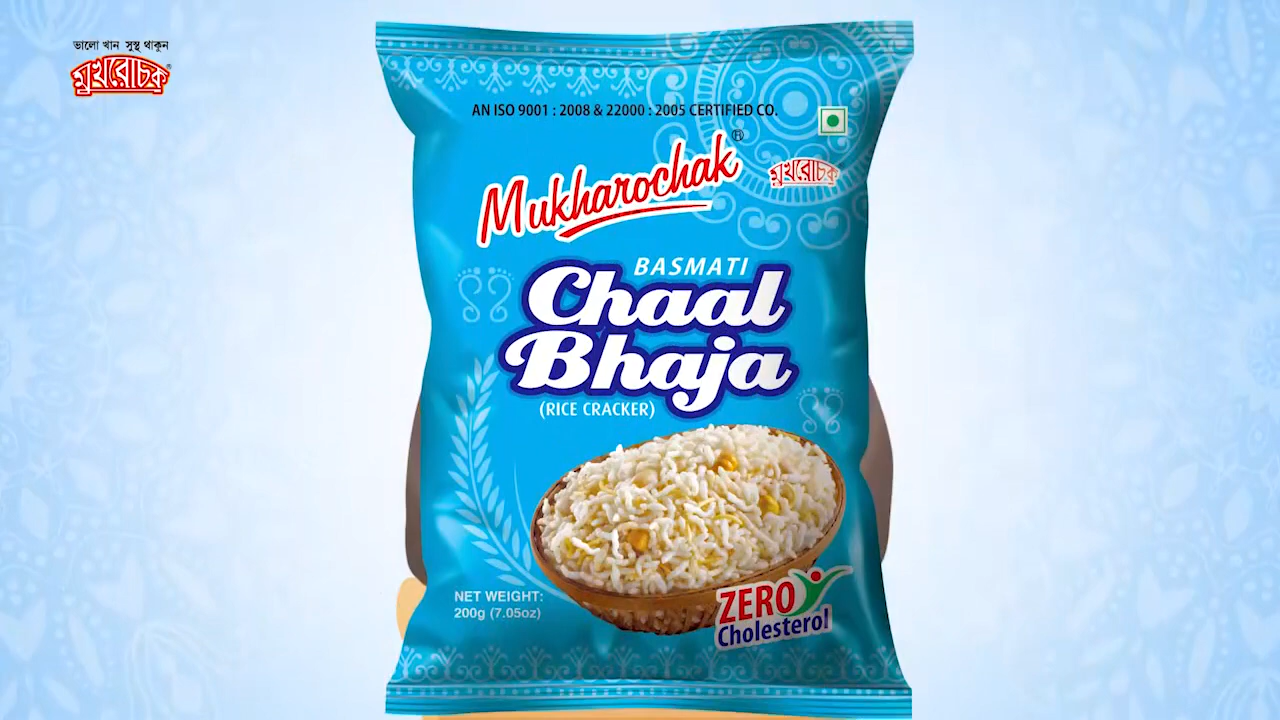 ভালো খান সুস্থ থাকুন
মুখরোচক
AN ISO 9001 : 2008 & 22000 : 2005 CERTIFIED CO.
Mukharochak®
মুখরোচক
BASMATI
Chaal
Bhaja
(RICE CRACKER)
NET WEIGHT:
200g (7.05oz)
ZERO
Cholesterol